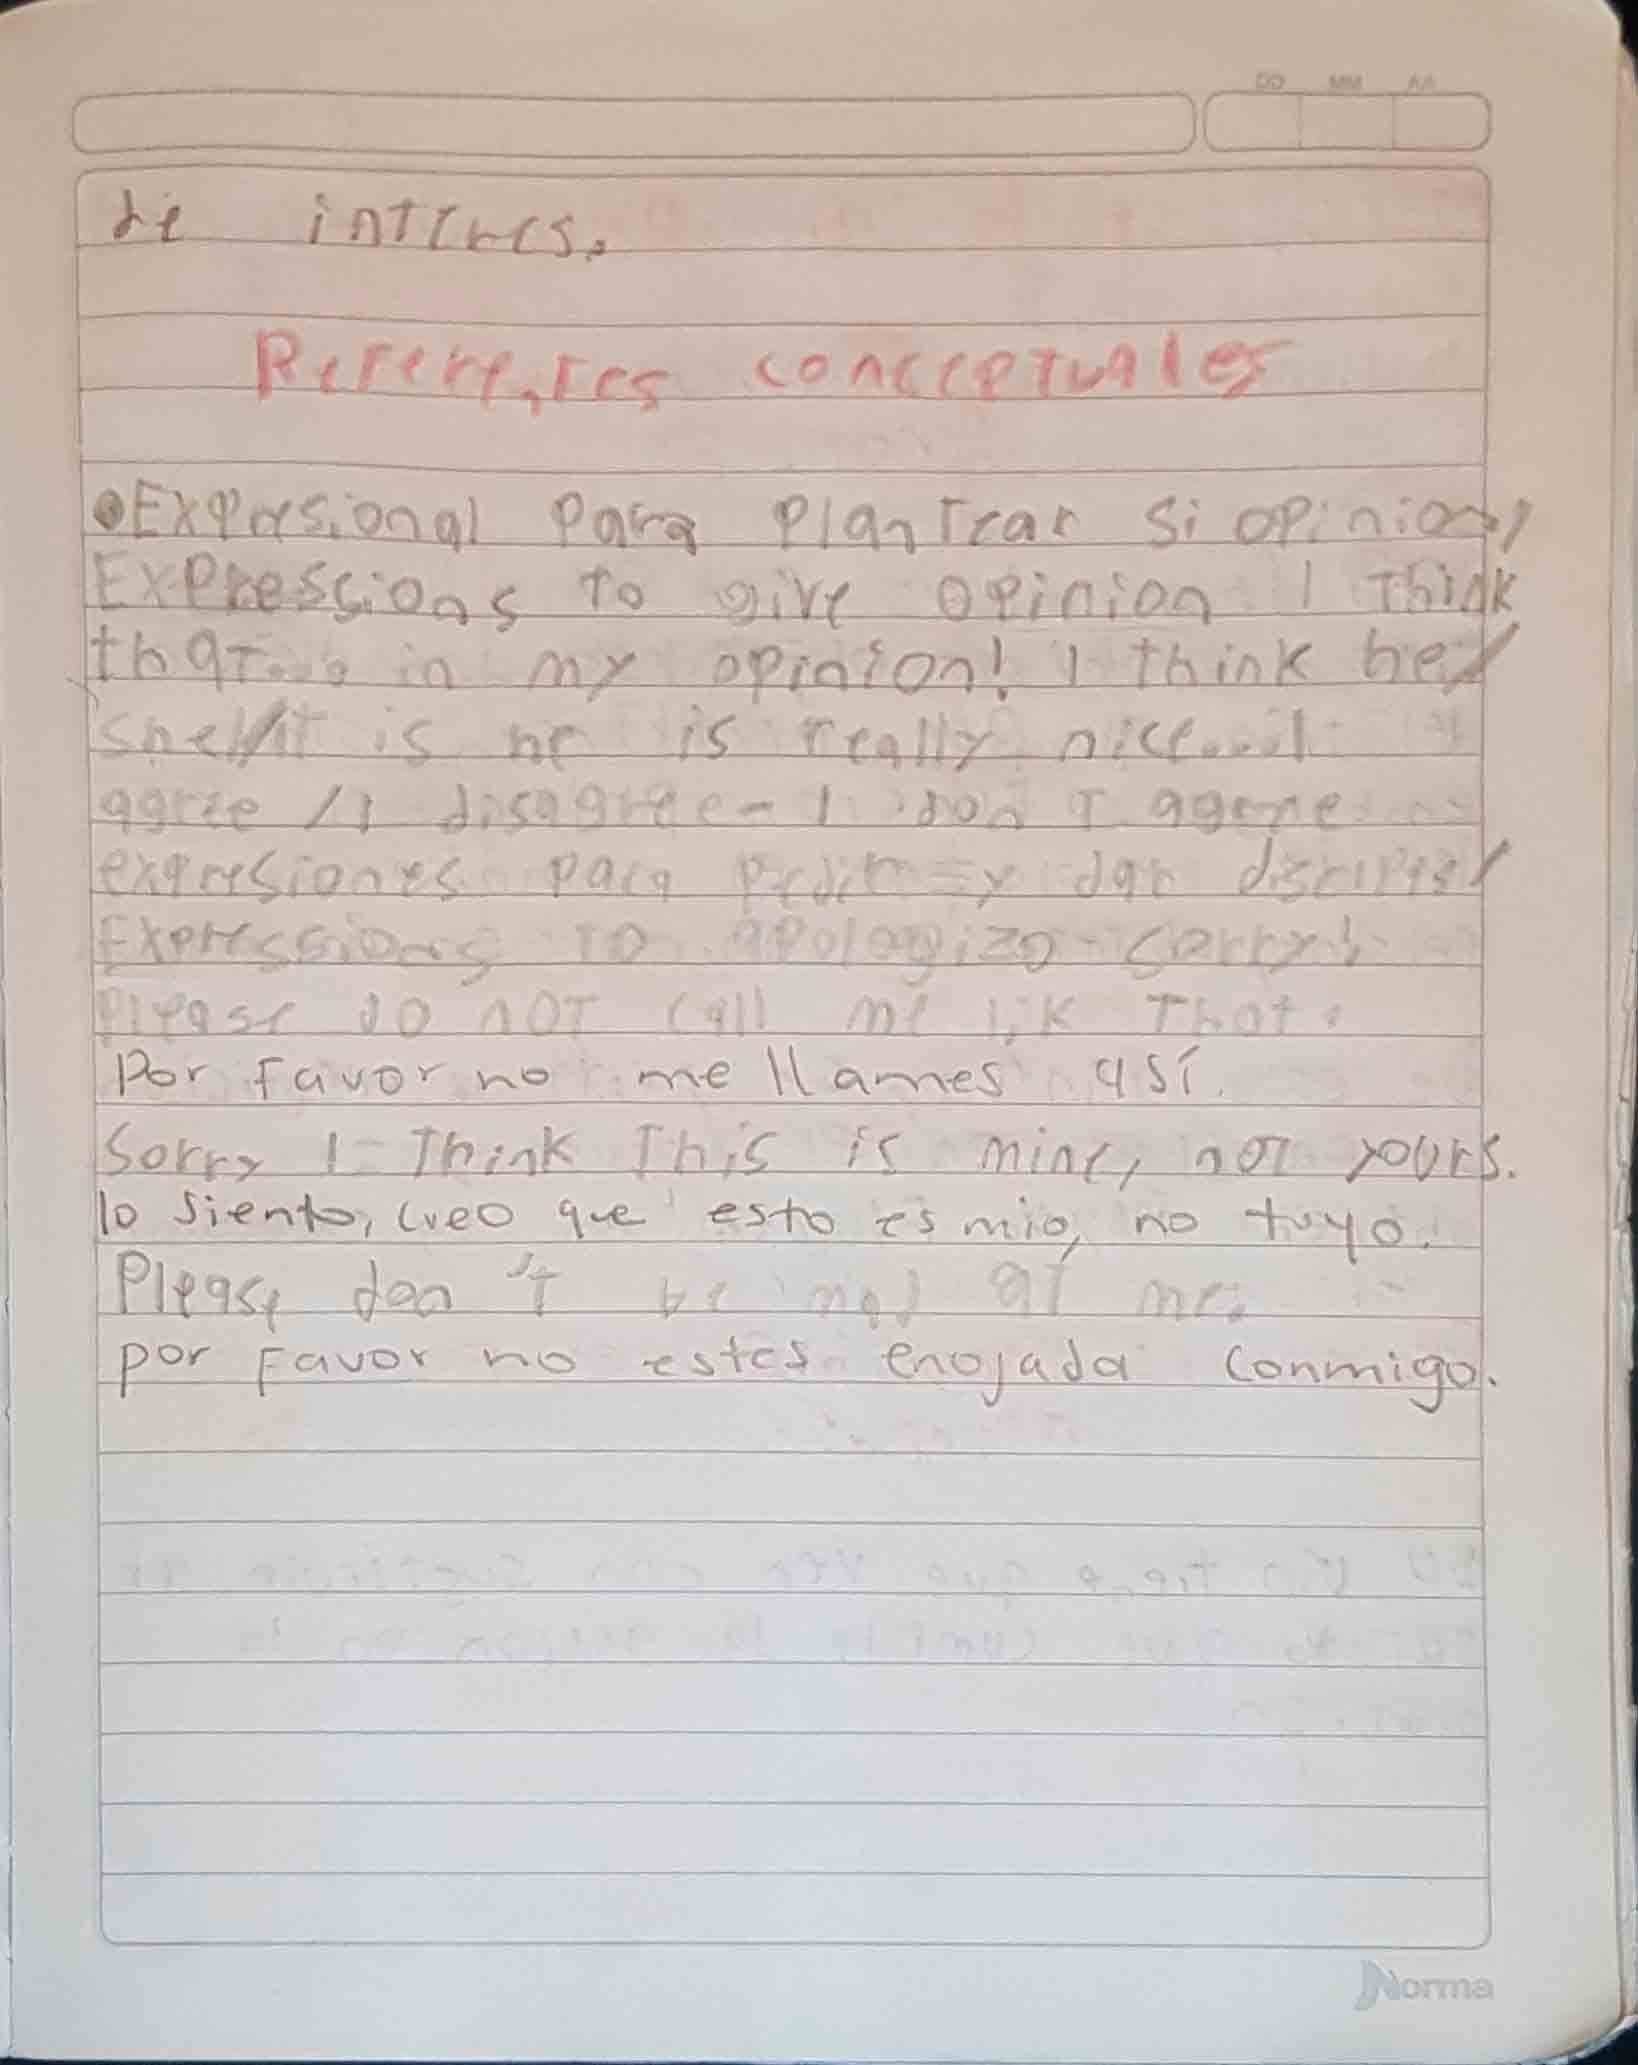 DD MM AA
de interes.
Referentes conceptuales
Expresional para plantear si opinion/
Expressions to give opinion I think
that... in my opinion! I think he/
she/it is he is really nice... I
agree / I disagree - I don t agree
expresiones para pedir y dar
Expressions to apologize sorry!
Please do not call me lik that.
Por favor no me llames así.
Sorry I think this is mine, not yours.
lo siento, creo que esto es mio, no tuyo.
Please don't be mad at me.
por favor no estes enojada conmigo.
Norma